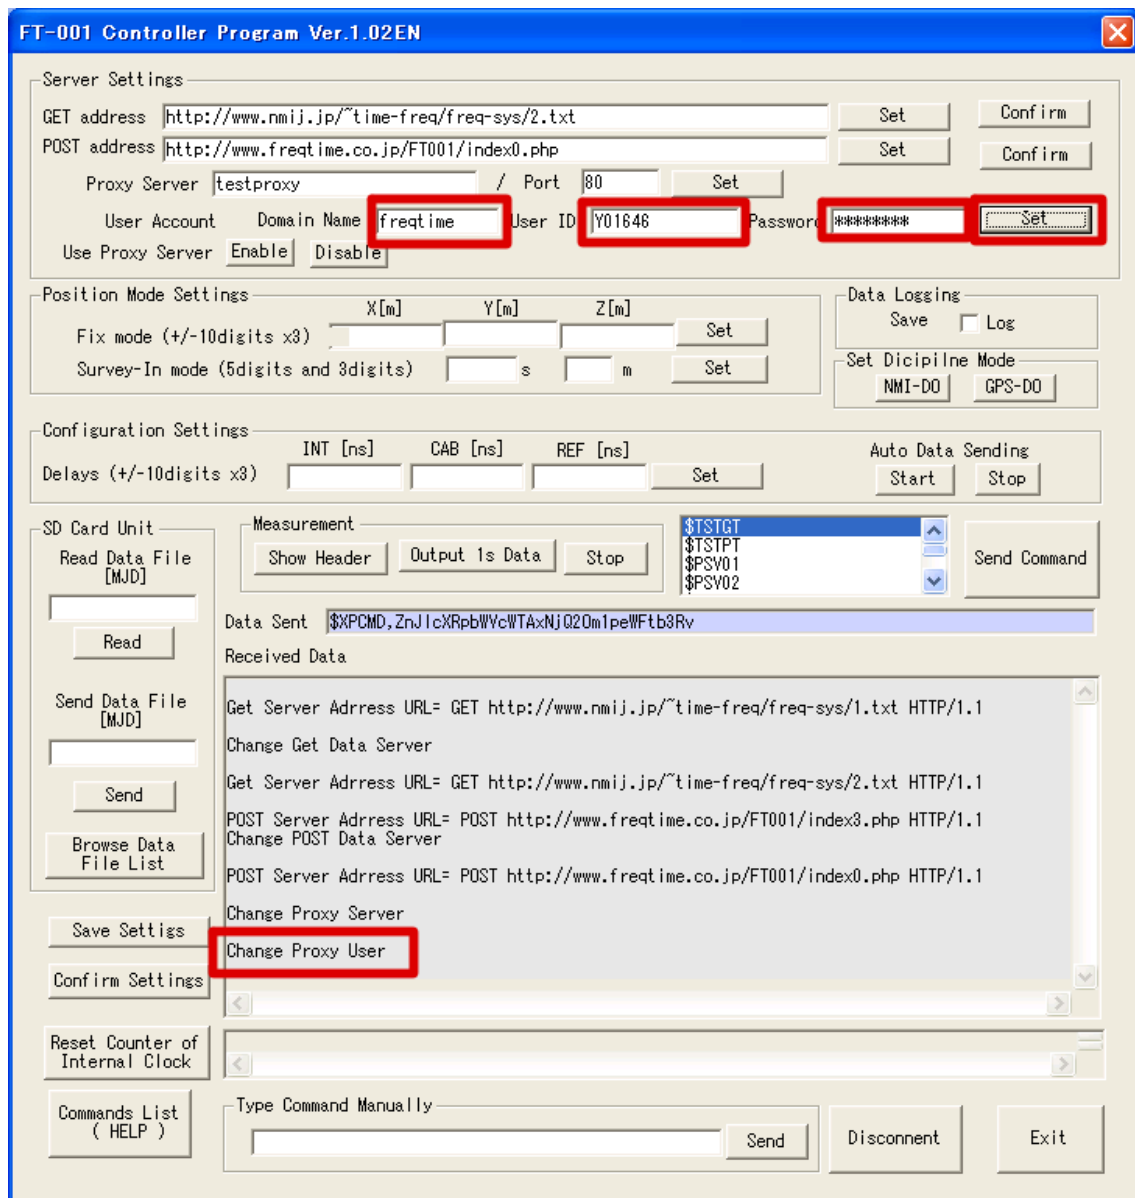 FT-001 Controller Program Ver.1.02EN
Server Settings
GET address http://www.nmij.jp/~time-freq/freq-sys/2.txt Set Confirm
POST address http://www.freqtime.co.jp/FT001/index0.php Set Confirm
Proxy Server testproxy / Port 80 Set
User Account Domain Name freqtime User ID Y01646 Password ******** Set
Use Proxy Server Enable Disable
Position Mode Settings
X[m] Y[m] Z[m]
Fix mode (+/-10digits x3) Set
Survey-In mode (5digits and 3digits) s m Set
Data Logging
Save Log
Set Dicipilne Mode
NMI-DO GPS-DO
Configuration Settings
INT [ns] CAB [ns] REF [ns]
Delays (+/-10digits x3) Set
Auto Data Sending
Start Stop
SD Card Unit
Read Data File
[MJD]
Read
Send Data File
[MJD]
Send
Browse Data
File List
Measurement
Show Header Output 1s Data Stop
$TSTGT
$TSTPT
$PSV01
$PSV02
Send Command
Data Sent $XPCMD,ZnJlcXRpbWVcWTAxNjQ2Om1peWFtb3Rv
Received Data
Get Server Adrress URL= GET http://www.nmij.jp/~time-freq/freq-sys/1.txt HTTP/1.1
Change Get Data Server
Get Server Adrress URL= GET http://www.nmij.jp/~time-freq/freq-sys/2.txt HTTP/1.1
POST Server Adrress URL= POST http://www.freqtime.co.jp/FT001/index3.php HTTP/1.1
Change POST Data Server
POST Server Adrress URL= POST http://www.freqtime.co.jp/FT001/index0.php HTTP/1.1
Change Proxy Server
Change Proxy User
Save Settigs
Confirm Settings
Reset Counter of
Internal Clock
Commands List
( HELP )
Type Command Manually
Send
Disconnent
Exit